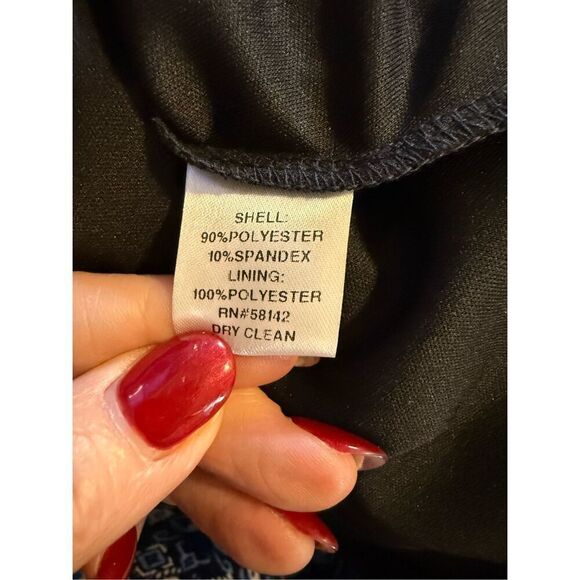 SHELL:
90%POLYESTER
10%SPANDEX
LINING:
100%POLYESTER
RN#58142
DRY CLEAN